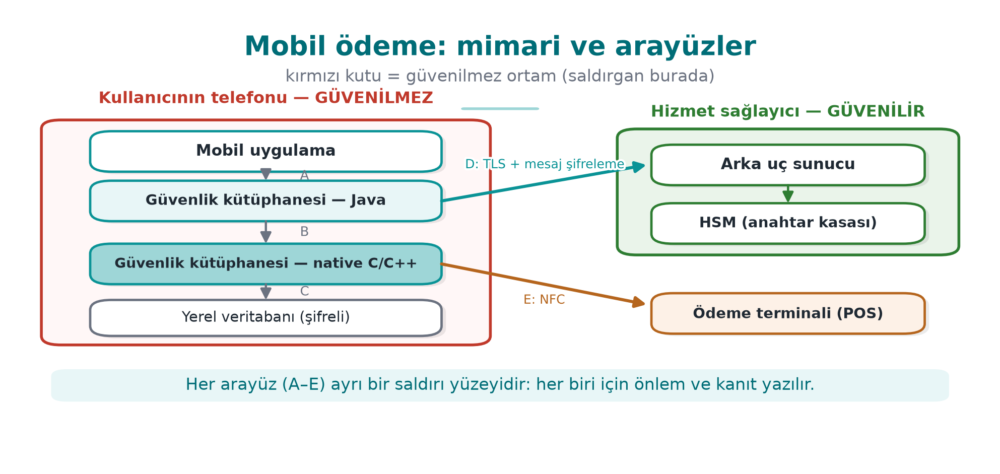 Mobil ödeme: mimari ve arayüzler
kırmızı kutu = güvenilmez ortam (saldırgan burada)
Kullanıcının telefonu — GÜVENİLMEZ
Mobil uygulama
A
Güvenlik kütüphanesi — Java
B
Güvenlik kütüphanesi — native C/C++
C
Yerel veritabanı (şifreli)
D: TLS + mesaj şifreleme
E: NFC
Hizmet sağlayıcı — GÜVENİLİR
Arka uç sunucu
HSM (anahtar kasası)
Ödeme terminali (POS)
Her arayüz (A–E) ayrı bir saldırı yüzeyidir: her biri için önlem ve kanıt yazılır.